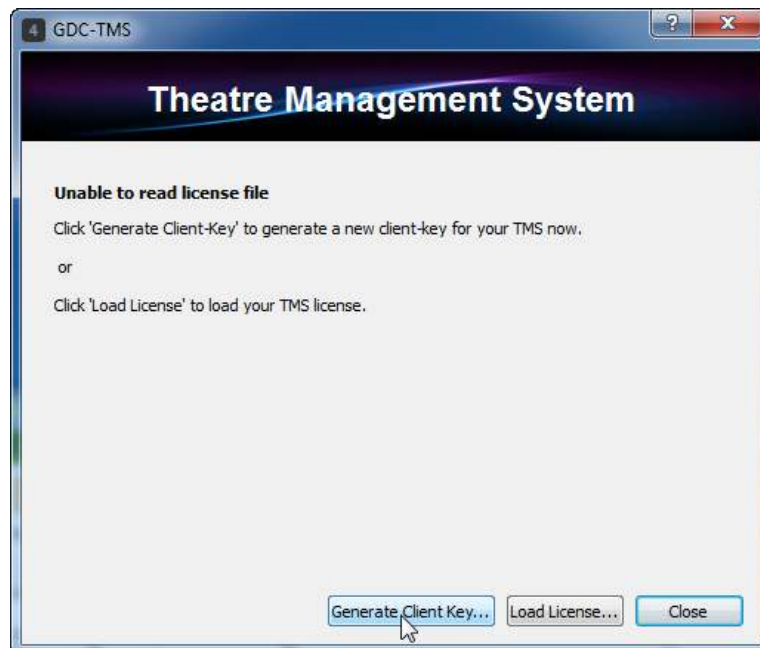 4 GDC-TMS ? X
Theatre Management System
Unable to read license file
Click 'Generate Client-Key' to generate a new client-key for your TMS now.
or
Click 'Load License' to load your TMS license.
Generate Client Key... Load License... Close